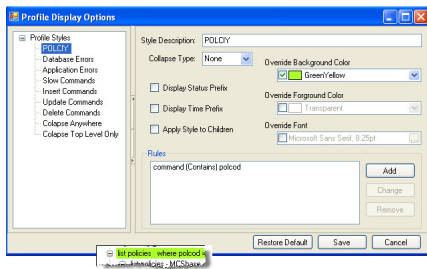 Profile Display Options
Profile Styles
POLCIY
Database Errors
Application Errors
Slow Commands
Insert Commands
Update Commands
Delete Commands
Colapse Anywhere
Colapse Top Level Only
Style Description: POLCIY
Collapse Type: None
Display Status Prefix
Display Time Prefix
Apply Style to Children
Override Background Color
GreenYellow
Override Forground Color
Transparent
Override Font
Microsoft Sans Serif, 8.25pt
...
Rules
command (Contains) polcod
Add
Change
Remove
Restore Default
Save
Cancel
list policies where polcod
policies - MCSbase